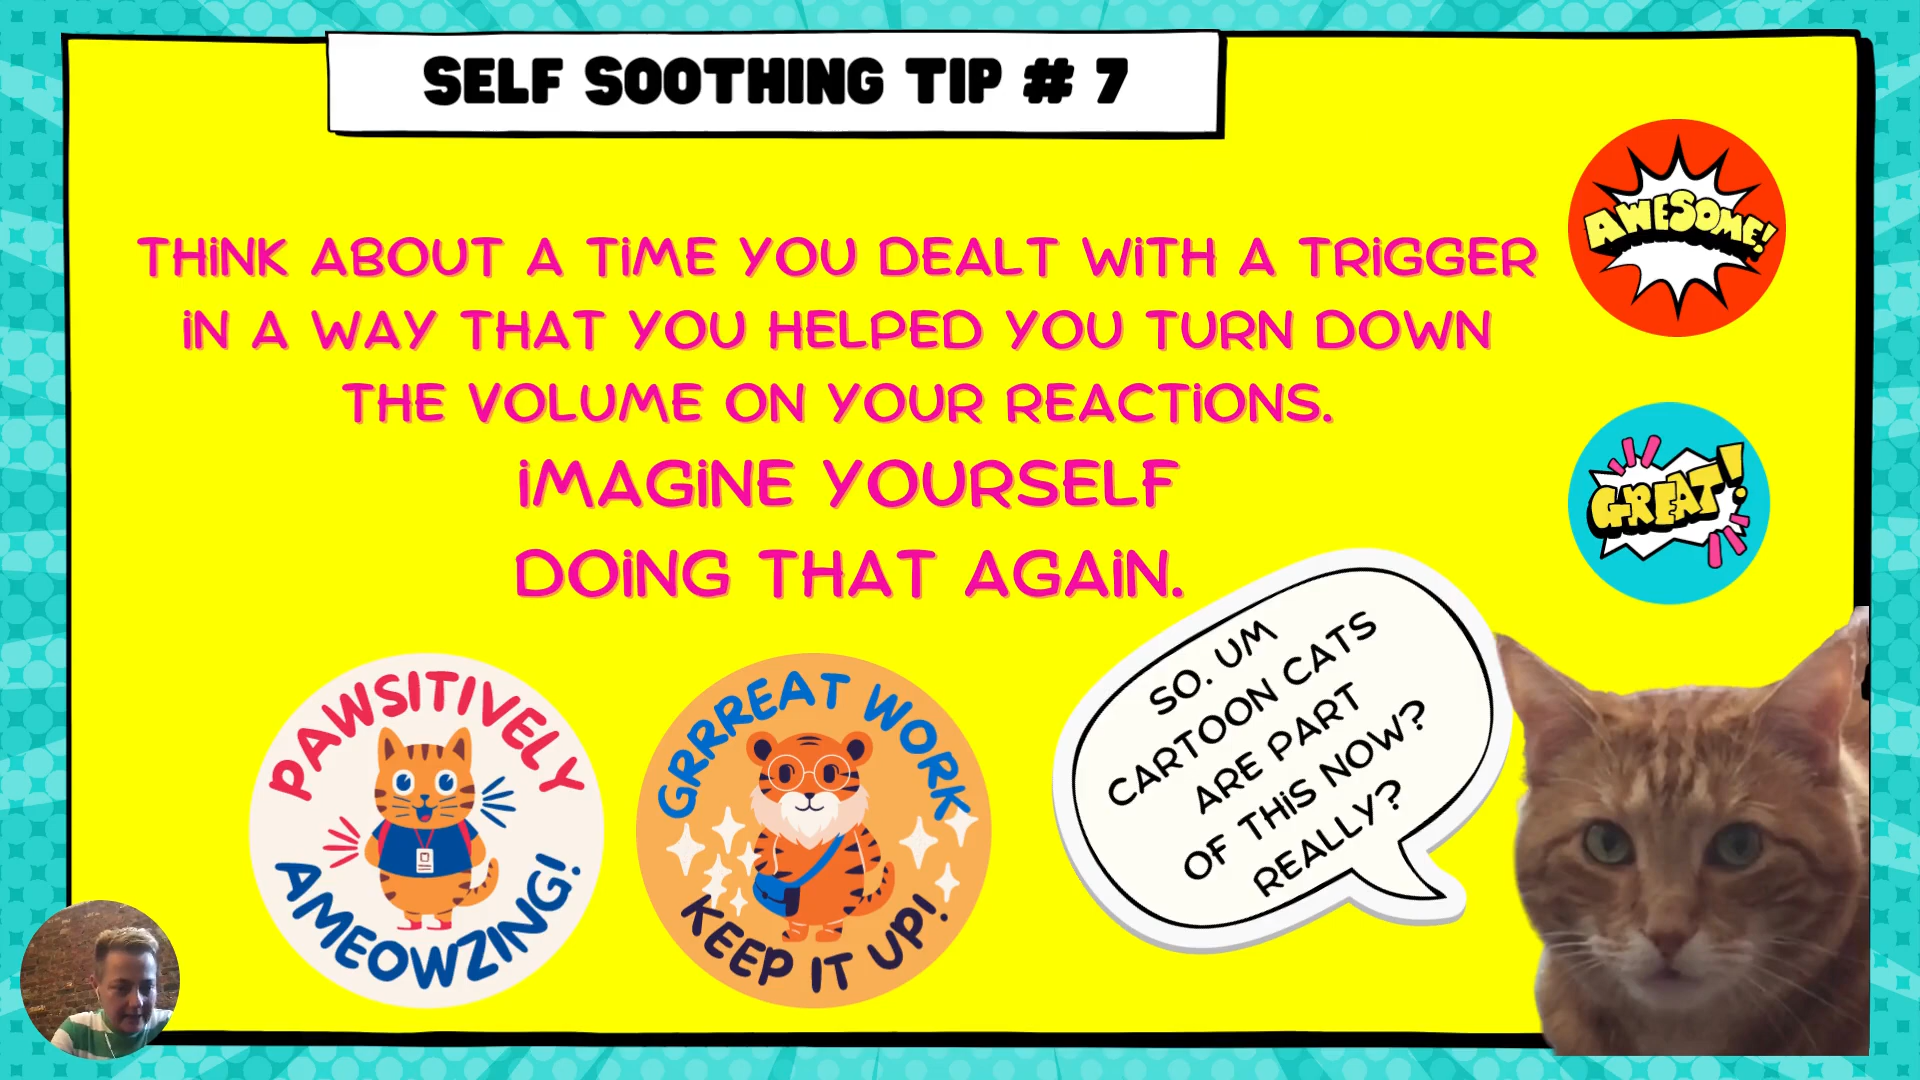 SELF SOOTHING TIP # 7
THiNK ABOUT A TiME YOU DEALT WiTH A TRiGGER
iN A WAY THAT YOU HELPED YOU TURN DOWN
THE VOLUME ON YOUR REACTiONS.
iMAGiNE YOURSELF
DOiNG THAT AGAiN.
AWESOME!
GREAT!
PAWSITIVELY
AMEOWZING!
GRRREAT WORK
KEEP IT UP!
SO. UM
CARTOON CATS
ARE PART
OF THiS NOW?
REALLY?